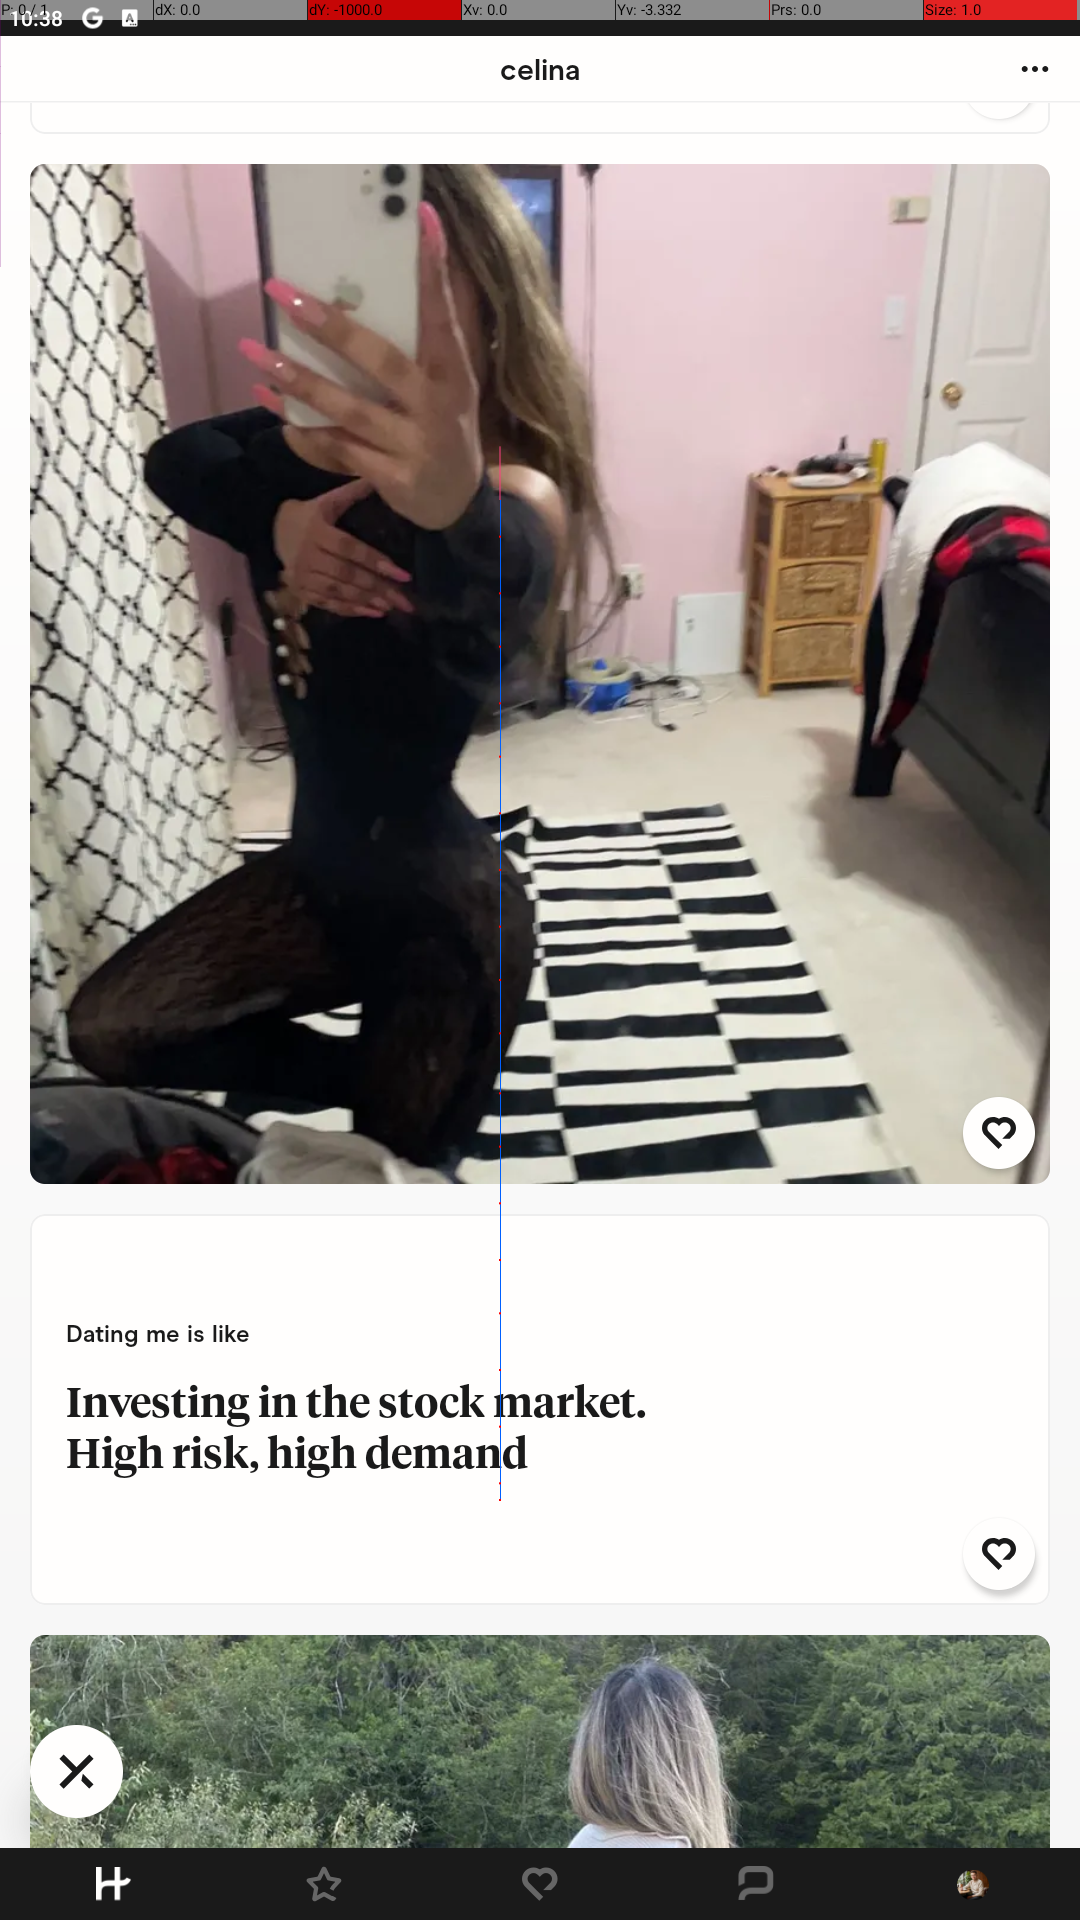 P: 0 / 1
dX: 0.0
dY: -1000.0
Xv: 0.0
Yv: -3.332
Prs: 0.0
Size: 1.0
10:38
celina
Dating me is like
Investing in the stock market.
High risk, high demand